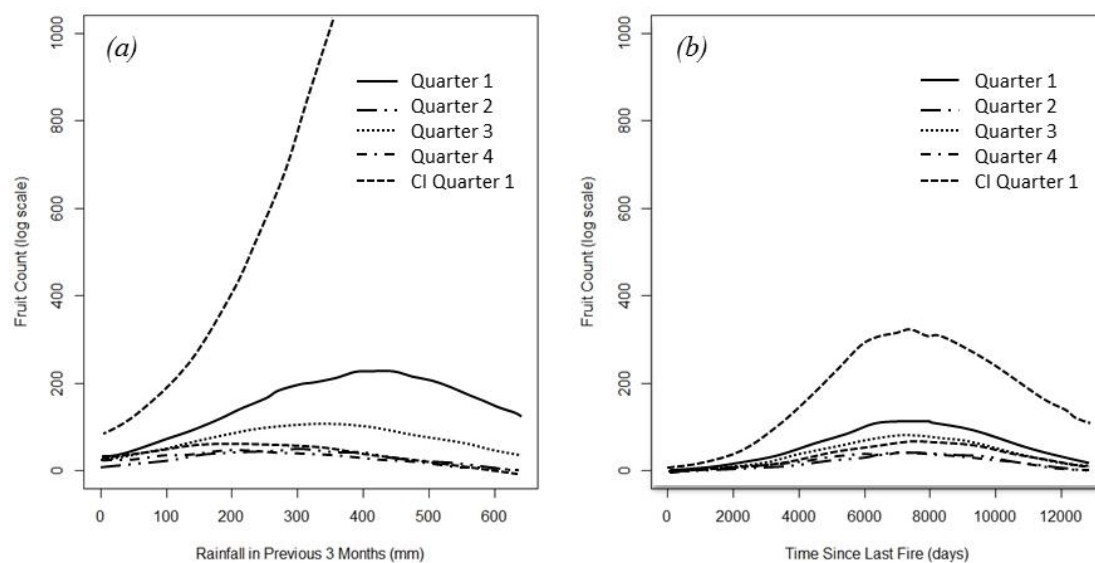 (a)
Quarter 1
Quarter 2
Quarter 3
Quarter 4
CI Quarter 1
Fruit Count (log scale)
1000
800
600
400
200
0
0 100 200 300 400 500 600
Rainfall in Previous 3 Months (mm)
(b)
Quarter 1
Quarter 2
Quarter 3
Quarter 4
CI Quarter 1
Fruit Count (log scale)
1000
800
600
400
200
0
0 2000 4000 6000 8000 10000 12000
Time Since Last Fire (days)